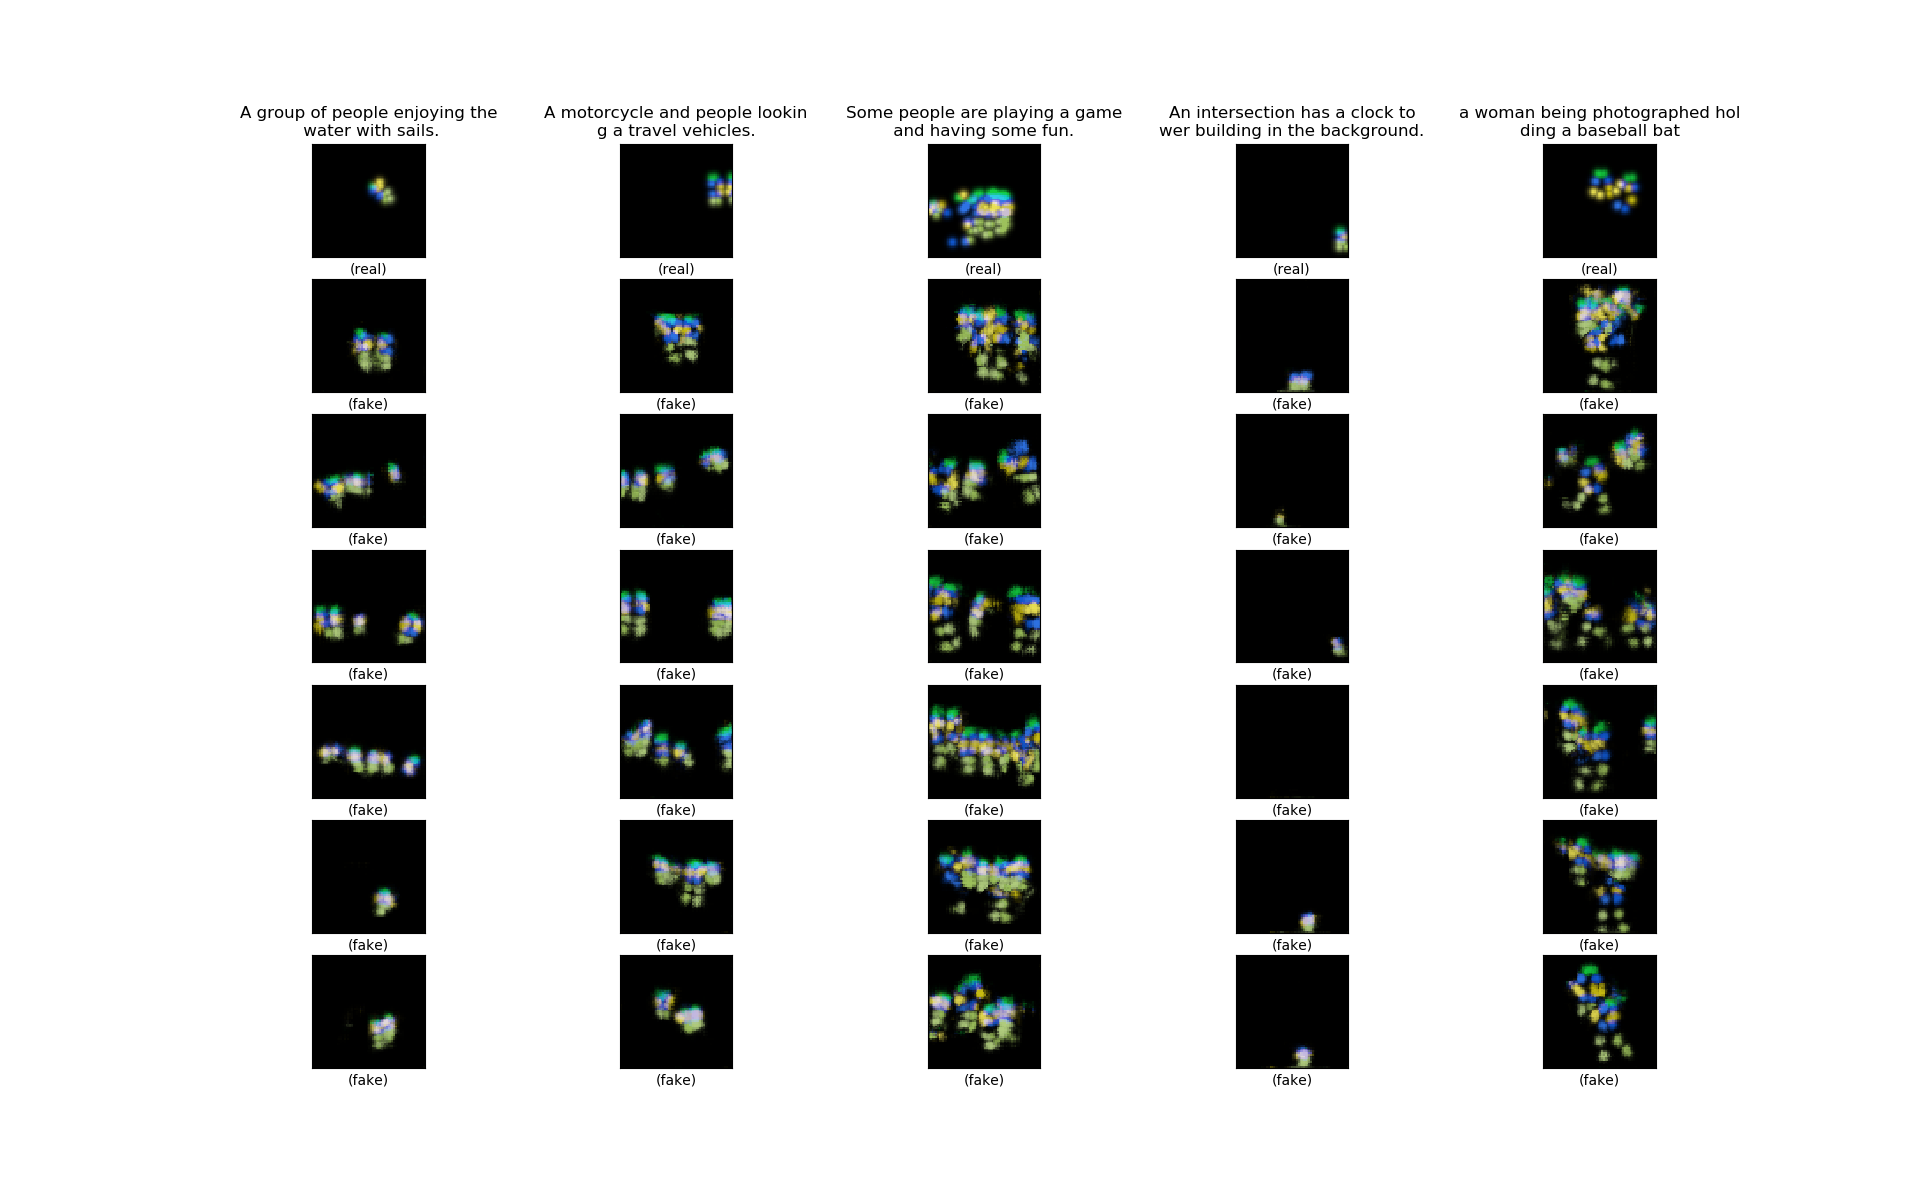 A group of people enjoying the
water with sails.
A motorcycle and people lookin
g a travel vehicles.
Some people are playing a game
and having some fun.
An intersection has a clock to
wer building in the background.
a woman being photographed hol
ding a baseball bat
(real) (real) (real) (real) (real)
(fake) (fake) (fake) (fake) (fake)
(fake) (fake) (fake) (fake) (fake)
(fake) (fake) (fake) (fake) (fake)
(fake) (fake) (fake) (fake) (fake)
(fake) (fake) (fake) (fake) (fake)
(fake) (fake) (fake) (fake) (fake)